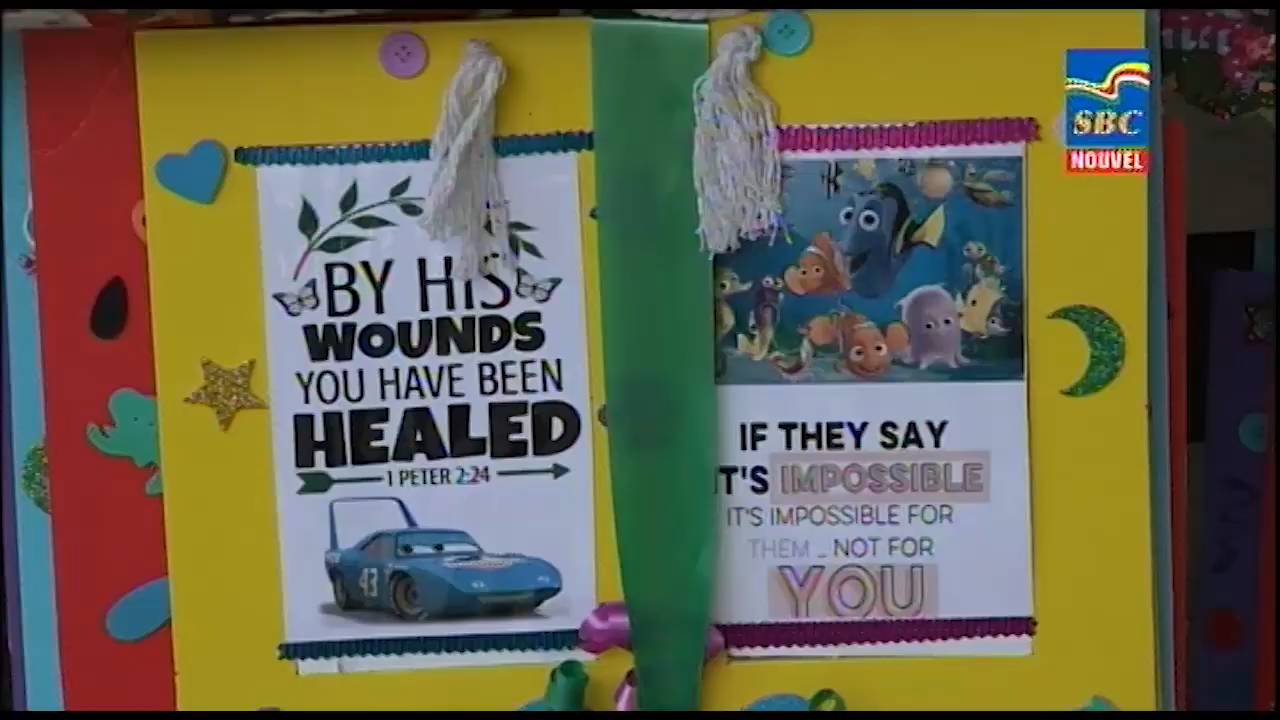 SBC
NOUVEL
BY HIS
WOUNDS
YOU HAVE BEEN
HEALED
1 PETER 2:24
43
IF THEY SAY
IT'S IMPOSSIBLE
IT'S IMPOSSIBLE FOR
THEM _ NOT FOR
YOU